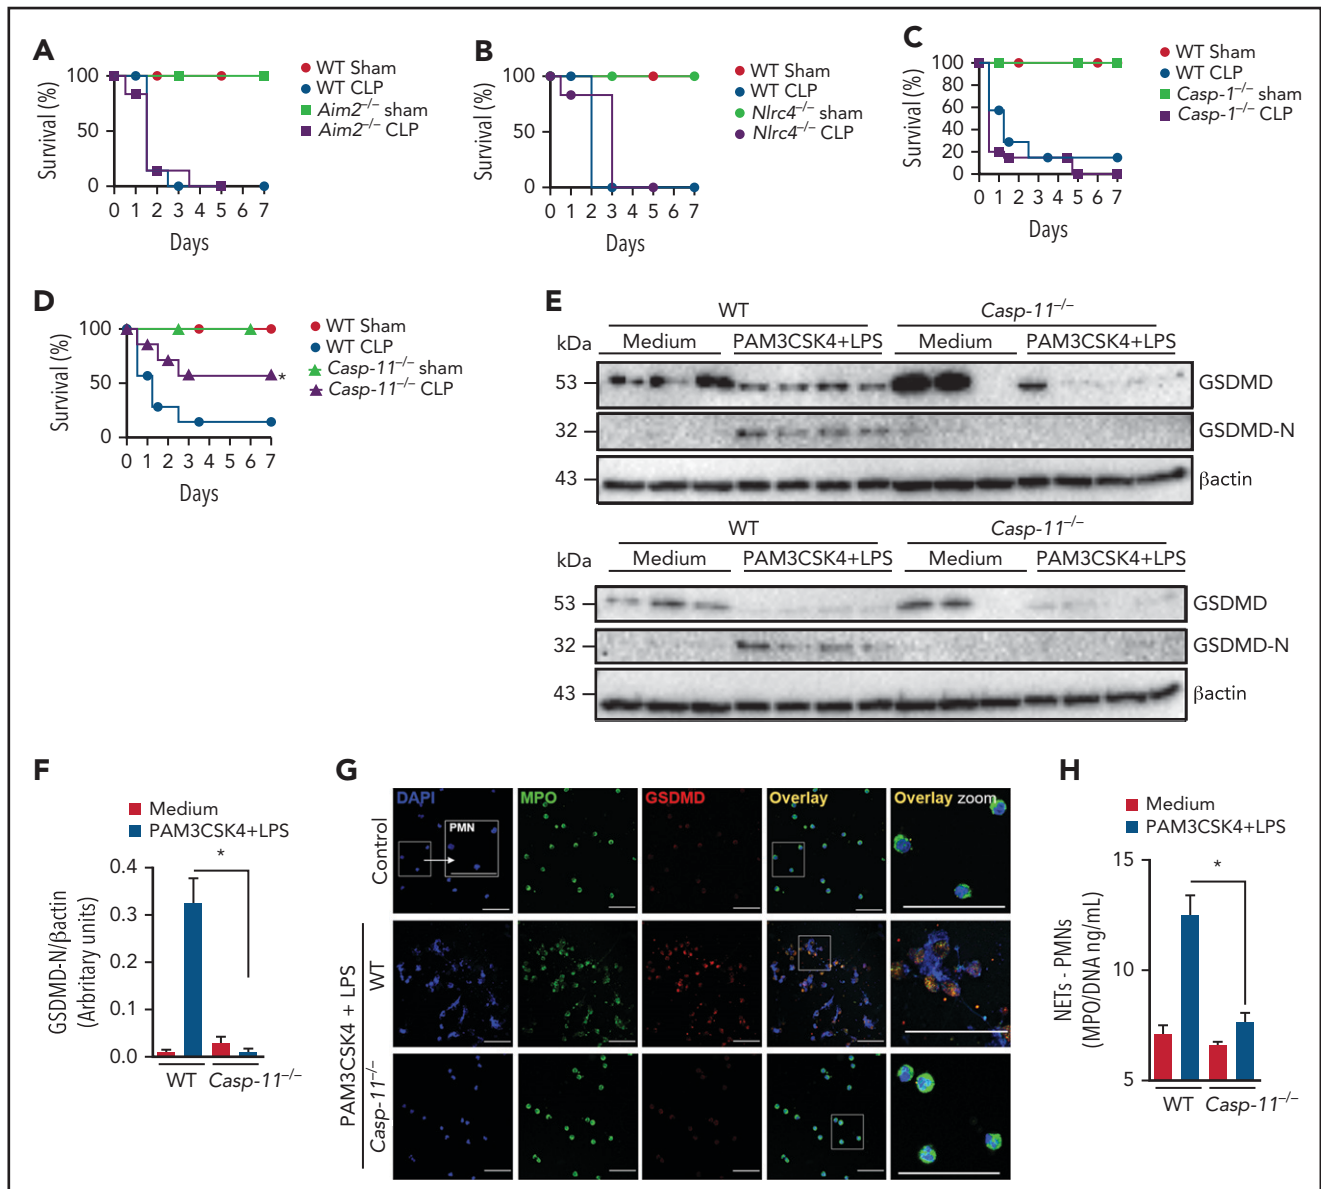 A
Survival (%)
100
50
0
0 1 2 3 4 5 6 7
Days
WT Sham
WT CLP
Aim2–/– sham
Aim2–/– CLP
B
Survival (%)
100
50
0
0 1 2 3 4 5 6 7
Days
WT Sham
WT CLP
Nlrc4–/– sham
Nlrc4–/– CLP
C
Survival (%)
100
80
60
40
20
0
0 1 2 3 4 5 6 7
Days
WT Sham
WT CLP
Casp-1–/– sham
Casp-1–/– CLP
D
Survival (%)
100
50
0
0 1 2 3 4 5 6 7
Days
*
WT Sham
WT CLP
Casp-11–/– sham
Casp-11–/– CLP
E
WT Casp-11–/–
kDa Medium PAM3CSK4+LPS Medium PAM3CSK4+LPS
53 GSDMD
32 GSDMD-N
43 βactin
WT Casp-11–/–
kDa Medium PAM3CSK4+LPS Medium PAM3CSK4+LPS
53 GSDMD
32 GSDMD-N
43 βactin
F
Medium
PAM3CSK4+LPS
GSDMD-N/βactin
(Arbritary units)
0.4
0.3
0.2
0.1
0.0
*
WT Casp-11–/–
G
DAPI MPO GSDMD Overlay Overlay zoom
PMN
Control
PAM3CSK4 + LPS
WT
Casp-11–/–
H
Medium
PAM3CSK4+LPS
NETs - PMNs
(MPO/DNA ng/mL)
15
10
5
*
WT Casp-11–/–